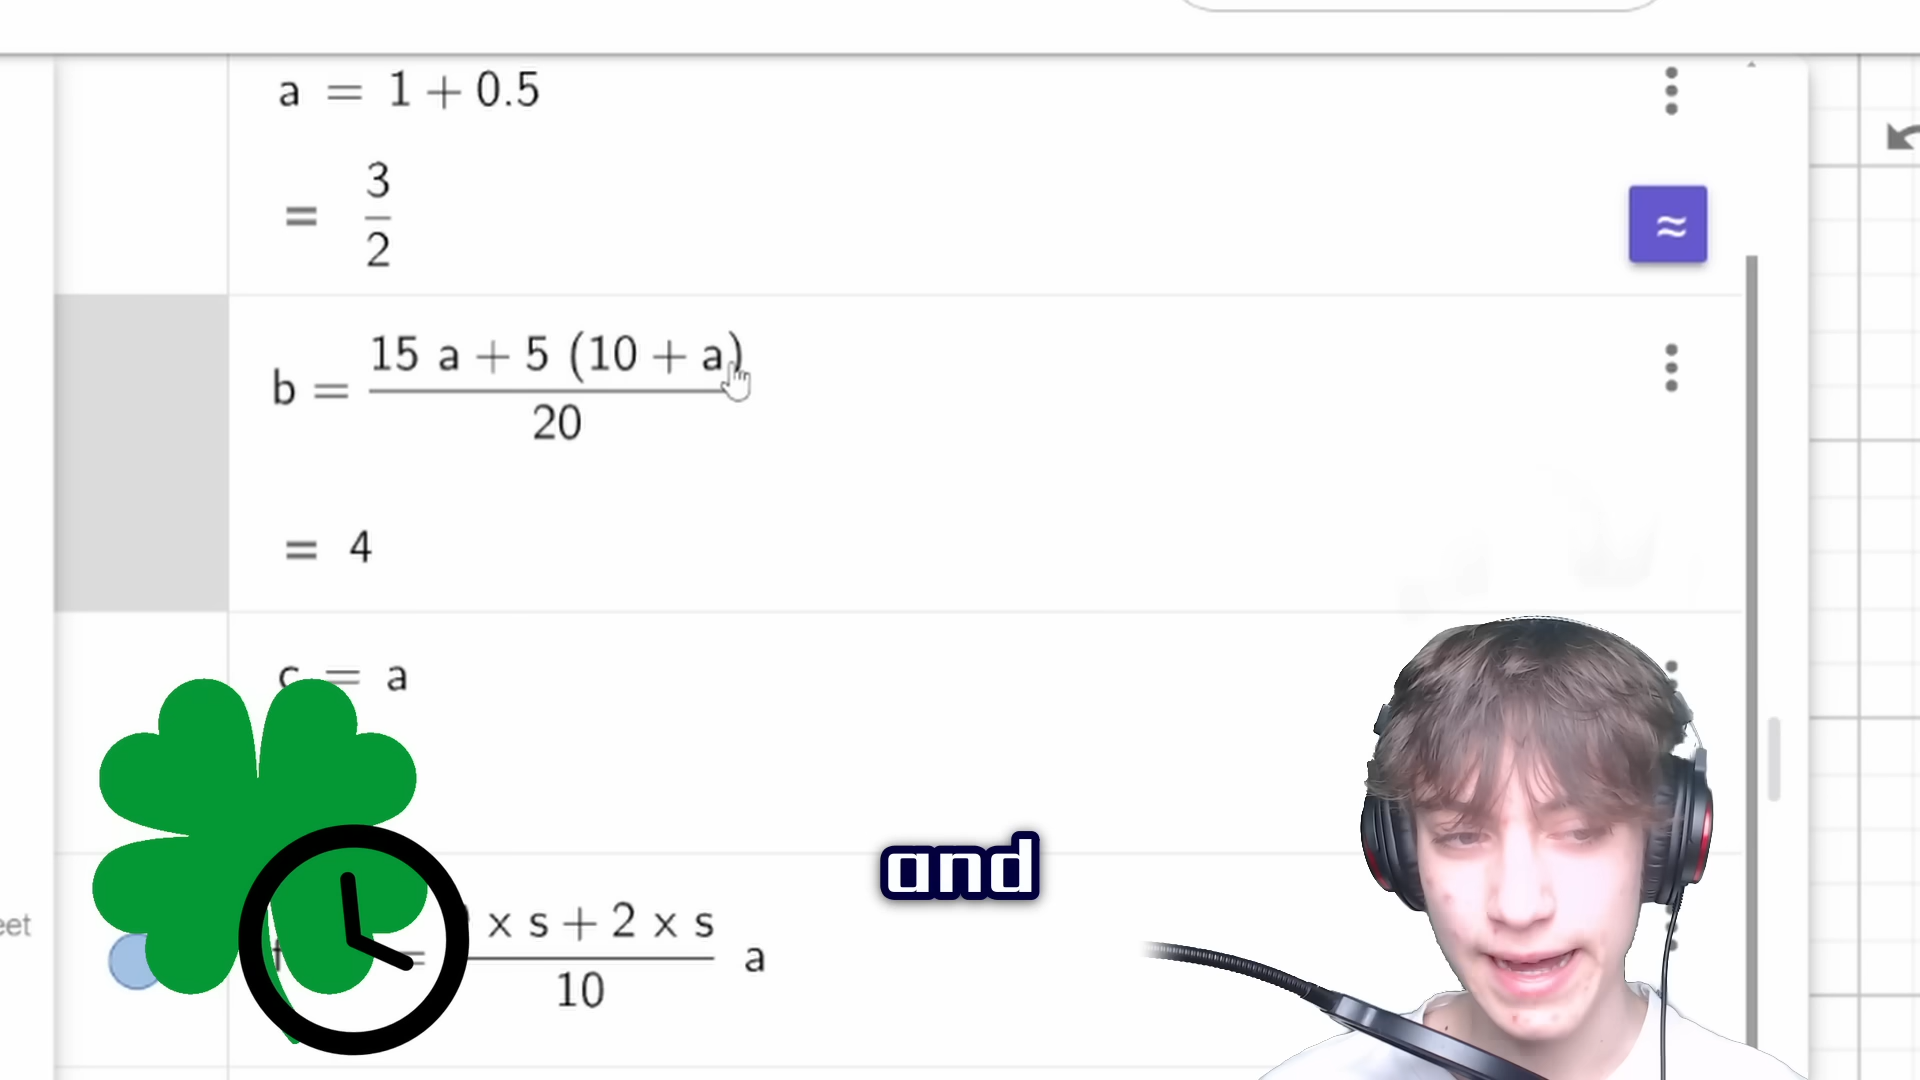 a = 1 + 0.5
= 3/2
≈
b = (15 a + 5 (10 + a))/20
= 4
c = a
and
= x s + 2 x s/10 a
eet